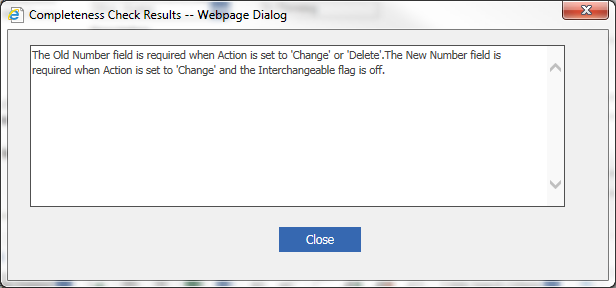 Completeness Check Results -- Webpage Dialog
The Old Number field is required when Action is set to 'Change' or 'Delete'.The New Number field is
required when Action is set to 'Change' and the Interchangeable flag is off.
Close